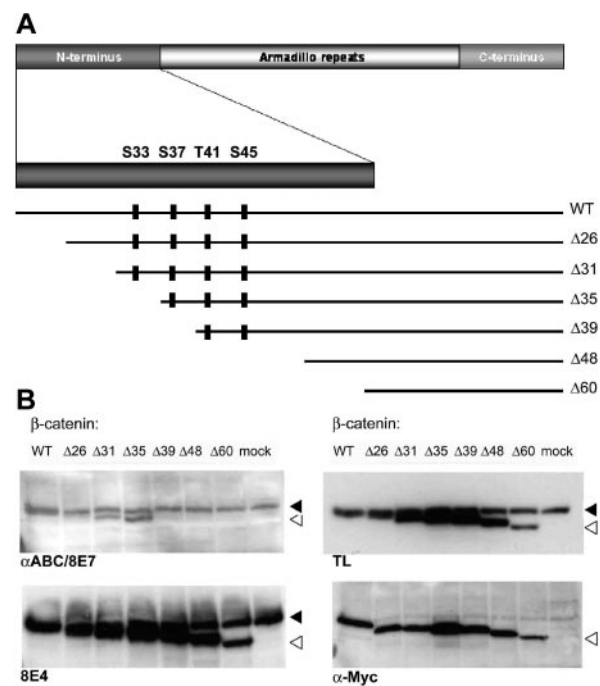 A
N-terminus Armadillo repeats C-terminus
S33 S37 T41 S45
WT
Δ26
Δ31
Δ35
Δ39
Δ48
Δ60
B
β-catenin:
WT Δ26 Δ31 Δ35 Δ39 Δ48 Δ60 mock
αABC/8E7
8E4
β-catenin:
WT Δ26 Δ31 Δ35 Δ39 Δ48 Δ60 mock
TL
α-Myc